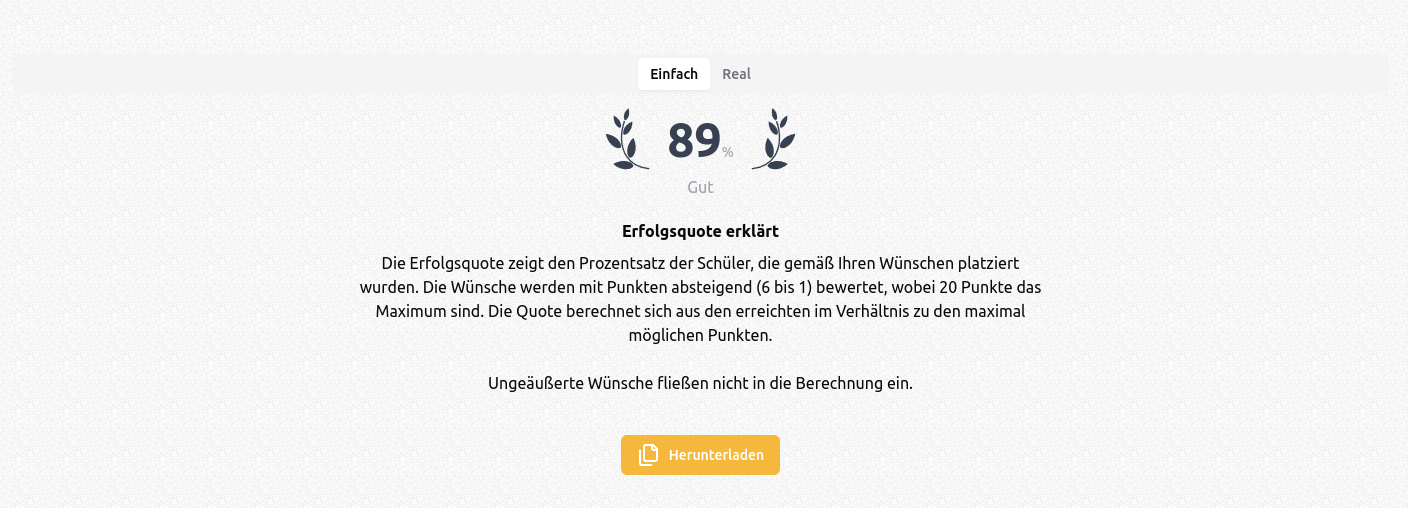 Einfach Real
89 %
Gut
Erfolgsquote erklärt
Die Erfolgsquote zeigt den Prozentsatz der Schüler, die gemäß Ihren Wünschen platziert
wurden. Die Wünsche werden mit Punkten absteigend (6 bis 1) bewertet, wobei 20 Punkte das
Maximum sind. Die Quote berechnet sich aus den erreichten im Verhältnis zu den maximal
möglichen Punkten.
Ungeäußerte Wünsche fließen nicht in die Berechnung ein.
Herunterladen